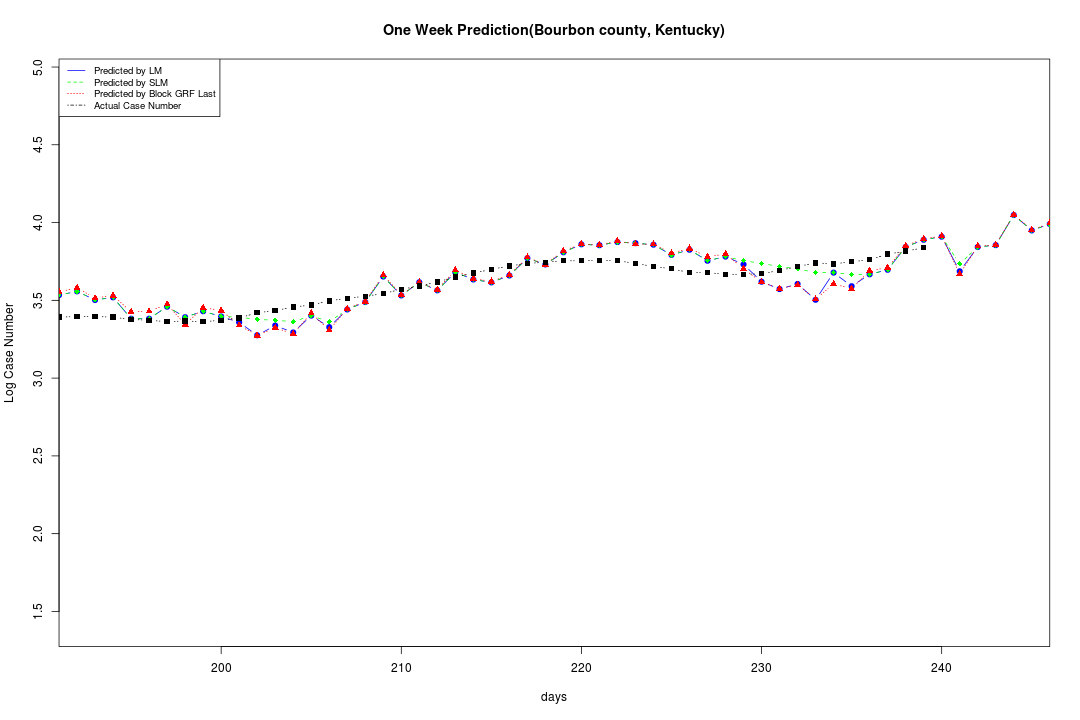 One Week Prediction(Bourbon county, Kentucky)
Predicted by LM
Predicted by SLM
Predicted by Block GRF Last
Actual Case Number
5.0
4.5
4.0
3.5
3.0
2.5
2.0
1.5
Log Case Number
200 210 220 230 240
days